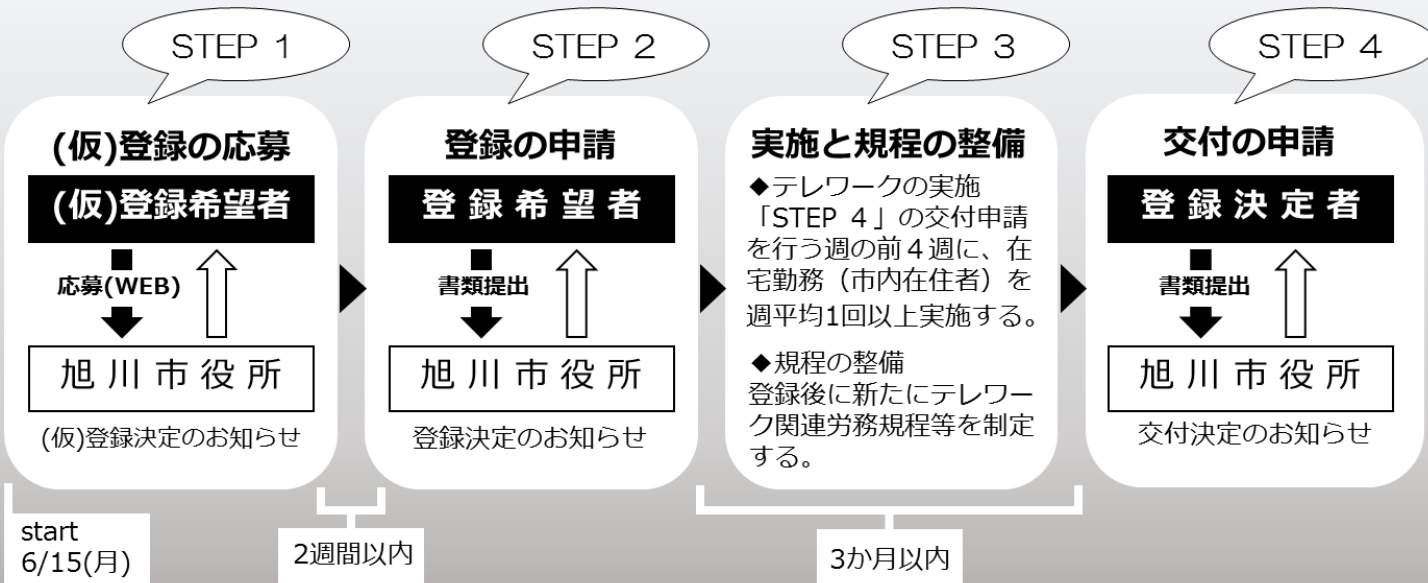 STEP 1
(仮)登録の応募
(仮)登録希望者
応募(WEB)
旭川市役所
(仮)登録決定のお知らせ
STEP 2
登録の申請
登録希望者
書類提出
旭川市役所
登録決定のお知らせ
STEP 3
実施と規程の整備
◆テレワークの実施
「STEP 4」の交付申請
を行う週の前４週に、在
宅勤務（市内在住者）を
週平均1回以上実施する。
◆規程の整備
登録後に新たにテレワー
ク関連労務規程等を制定
する。
STEP 4
交付の申請
登録決定者
書類提出
旭川市役所
交付決定のお知らせ
start
6/15(月)
2週間以内
3か月以内